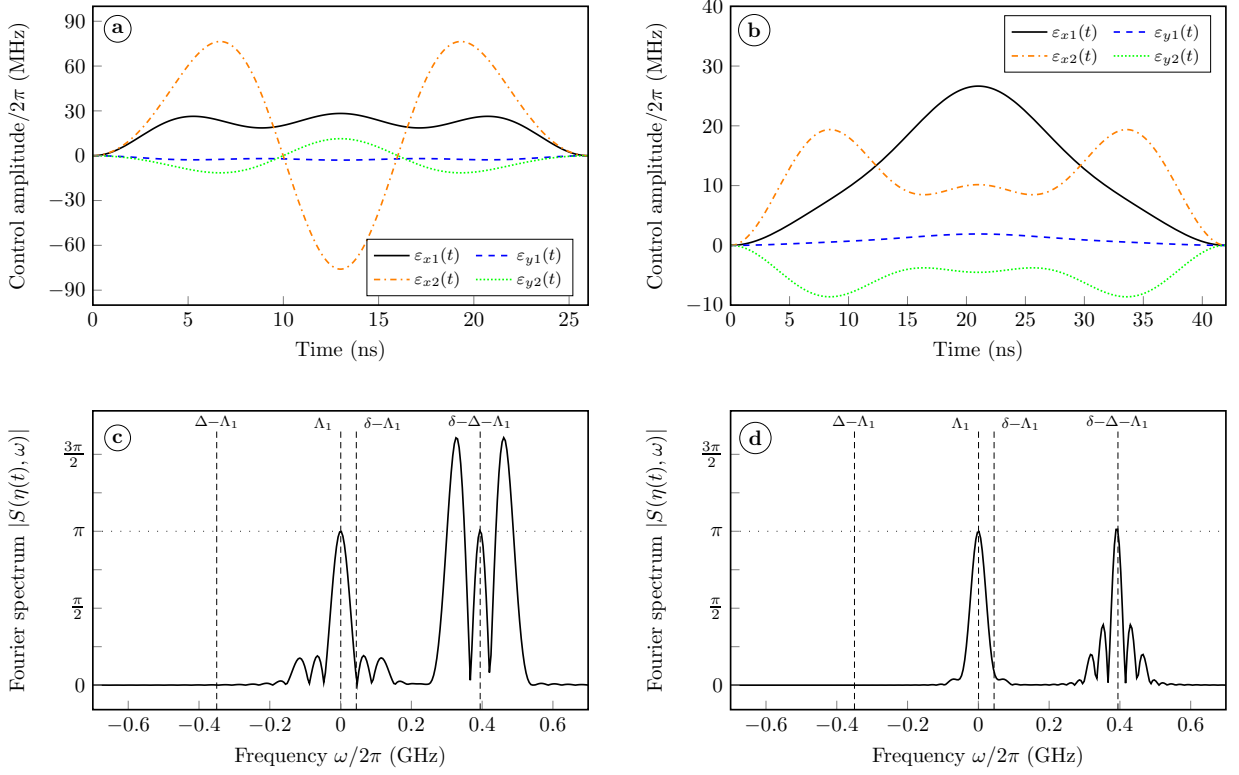 a
Control amplitude/2π (MHz)
90
60
30
0
−30
−60
−90
εx1(t) εy1(t)
εx2(t) εy2(t)
0 5 10 15 20 25
Time (ns)
b
Control amplitude/2π (MHz)
40
30
20
10
0
−10
εx1(t) εy1(t)
εx2(t) εy2(t)
0 5 10 15 20 25 30 35 40
Time (ns)
c
Fourier spectrum |S(η(t), ω)|
Δ−Λ1 Λ1 δ−Λ1 δ−Δ−Λ1
3π/2
π
π/2
0
−0.6 −0.4 −0.2 0 0.2 0.4 0.6
Frequency ω/2π (GHz)
d
Fourier spectrum |S(η(t), ω)|
Δ−Λ1 Λ1 δ−Λ1 δ−Δ−Λ1
3π/2
π
π/2
0
−0.6 −0.4 −0.2 0 0.2 0.4 0.6
Frequency ω/2π (GHz)